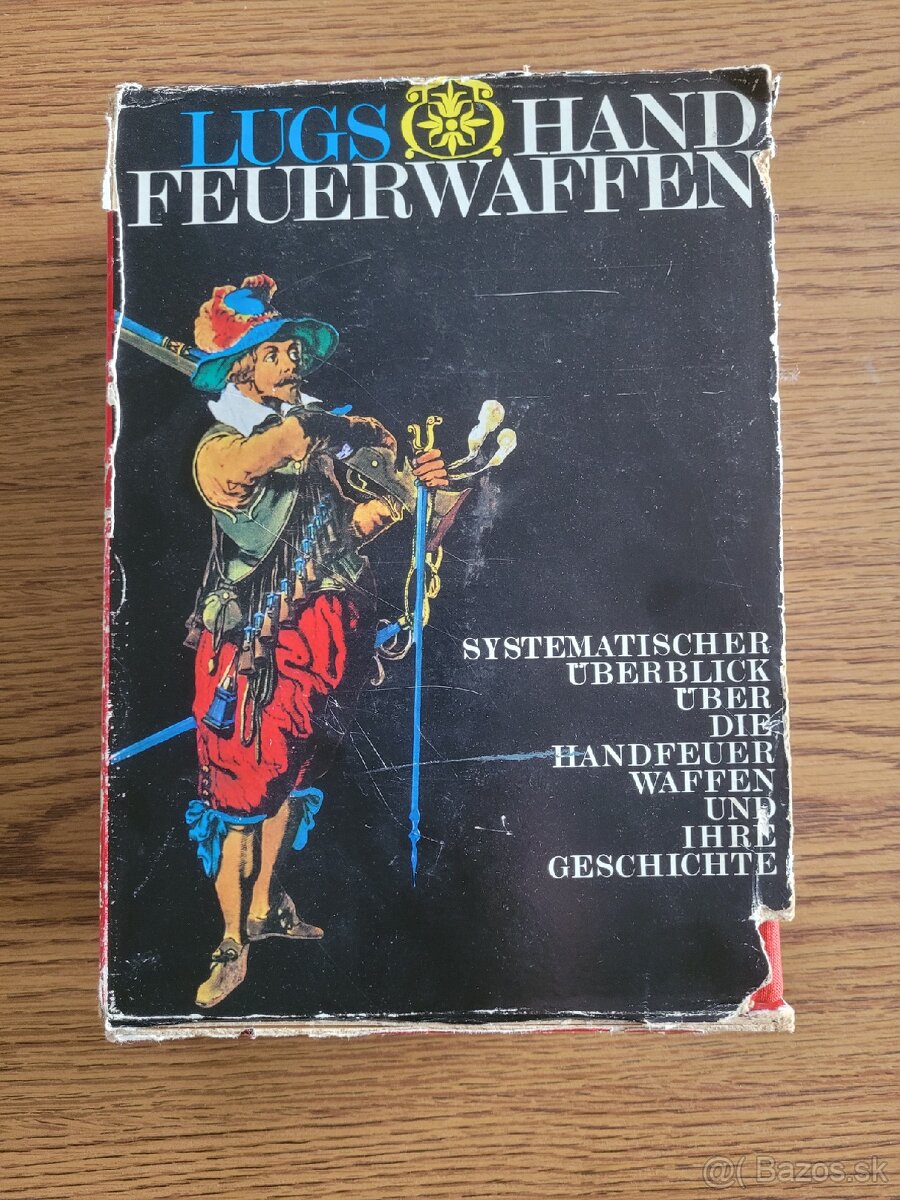 LUGS HAND
FEUERWAFFEN
SYSTEMATISCHER
ÜBERBLICK
ÜBER
DIE
HANDFEUER
WAFFEN
UND
IHRE
GESCHICHTE
@( Bazos.sk